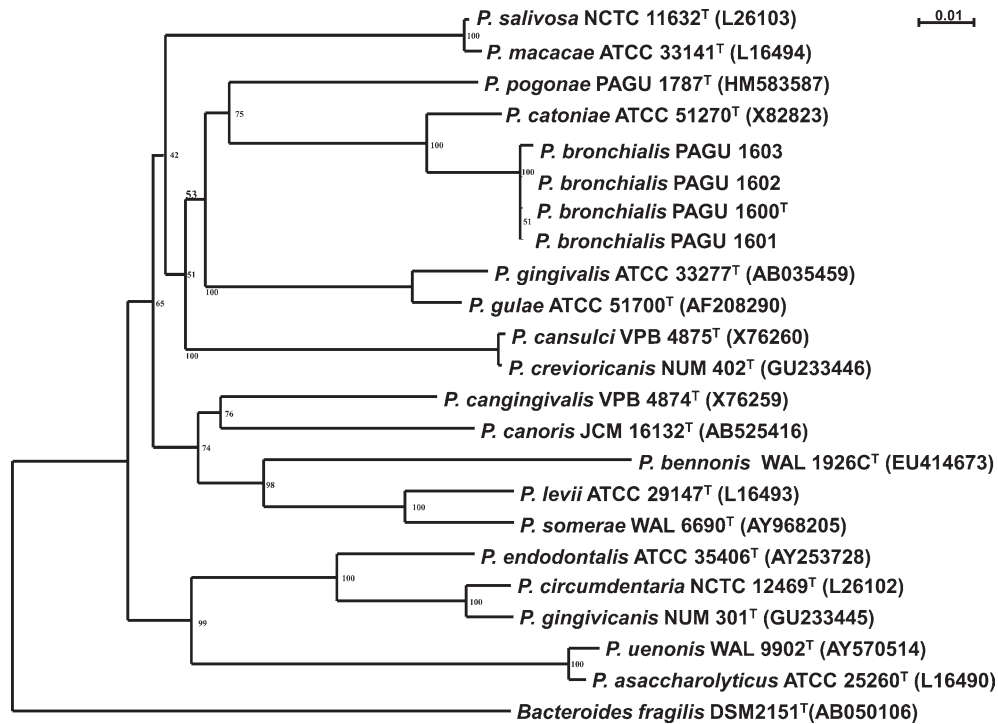 P. salivosa NCTC 11632ᵀ (L26103)
0.01
100
P. macacae ATCC 33141ᵀ (L16494)
P. pogonae PAGU 1787ᵀ (HM583587)
75
P. catoniae ATCC 51270ᵀ (X82823)
100
P. bronchialis PAGU 1603
42
100
P. bronchialis PAGU 1602
53
P. bronchialis PAGU 1600ᵀ
51
P. bronchialis PAGU 1601
51
P. gingivalis ATCC 33277ᵀ (AB035459)
100
65
P. gulae ATCC 51700ᵀ (AF208290)
P. cansulci VPB 4875ᵀ (X76260)
100
P. crevioricanis NUM 402ᵀ (GU233446)
P. cangingivalis VPB 4874ᵀ (X76259)
76
P. canoris JCM 16132ᵀ (AB525416)
74
P. bennonis WAL 1926Cᵀ (EU414673)
98
P. levii ATCC 29147ᵀ (L16493)
100
P. somerae WAL 6690ᵀ (AY968205)
P. endodontalis ATCC 35406ᵀ (AY253728)
100
P. circumdentaria NCTC 12469ᵀ (L26102)
100
P. gingivicanis NUM 301ᵀ (GU233445)
99
P. uenonis WAL 9902ᵀ (AY570514)
100
P. asaccharolyticus ATCC 25260ᵀ (L16490)
Bacteroides fragilis DSM2151ᵀ(AB050106)